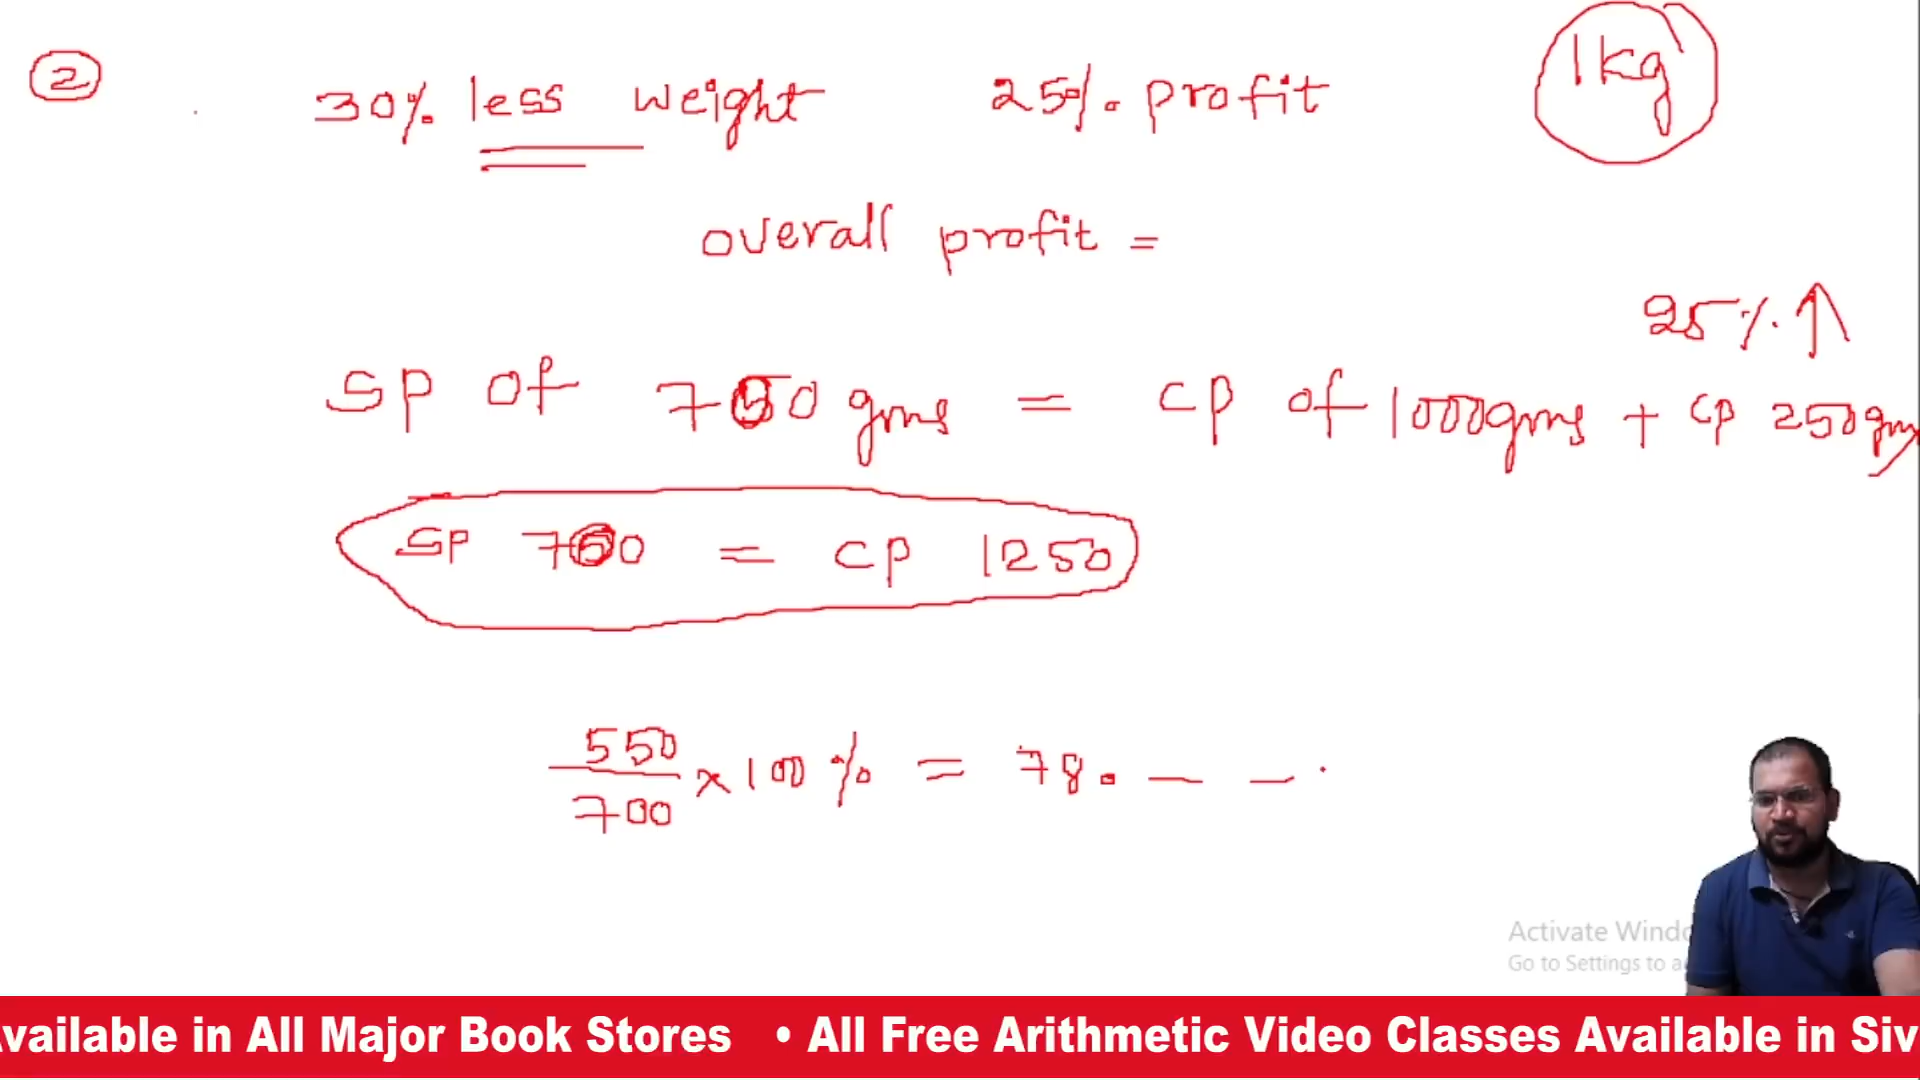 2
30% less weight 25%. profit 1kg
overall profit =
25% ↑
SP of 700 gms = CP of 1000gms + CP 250gm
SP 700 = CP 1250
550/700 x 100% = 78. — —
Activate Windo
Go to Settings to a
Available in All Major Book Stores • All Free Arithmetic Video Classes Available in Siv